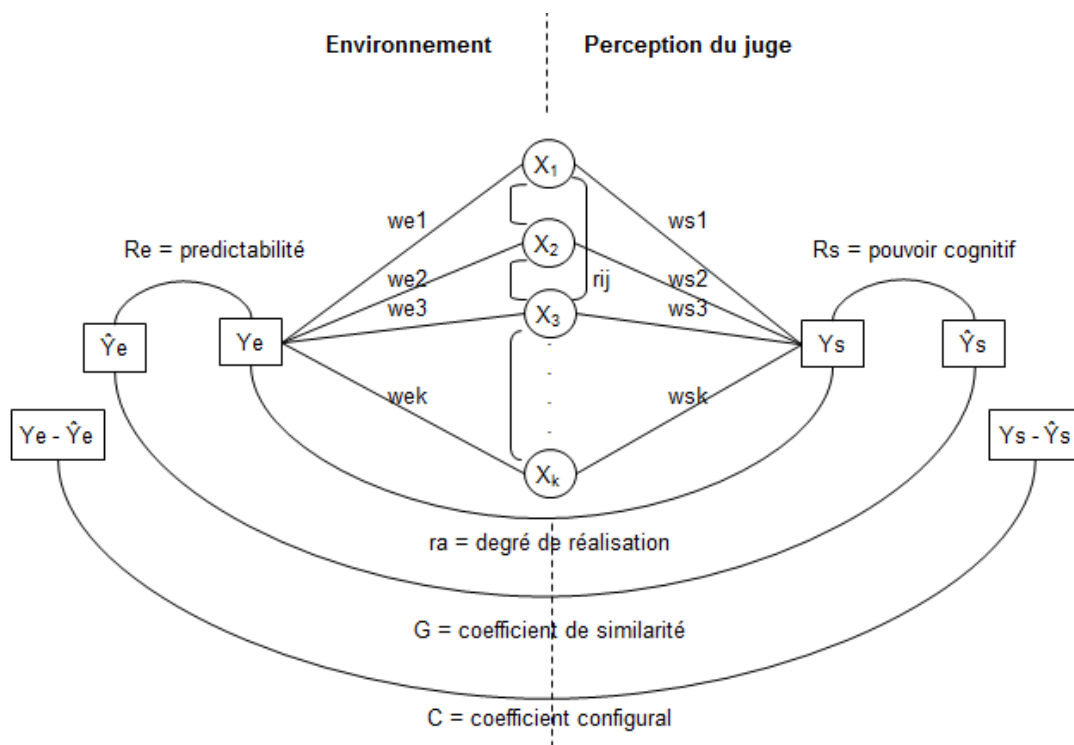 Environnement
Perception du juge
X1
we1
ws1
Re = predictabilité
X2
Rs = pouvoir cognitif
we2
rij
ws2
we3
X3
ws3
Ŷe
Ye
Ys
Ŷs
wek
wsk
Ye - Ŷe
Ys - Ŷs
Xk
ra = degré de réalisation
G = coefficient de similarité
C = coefficient configural